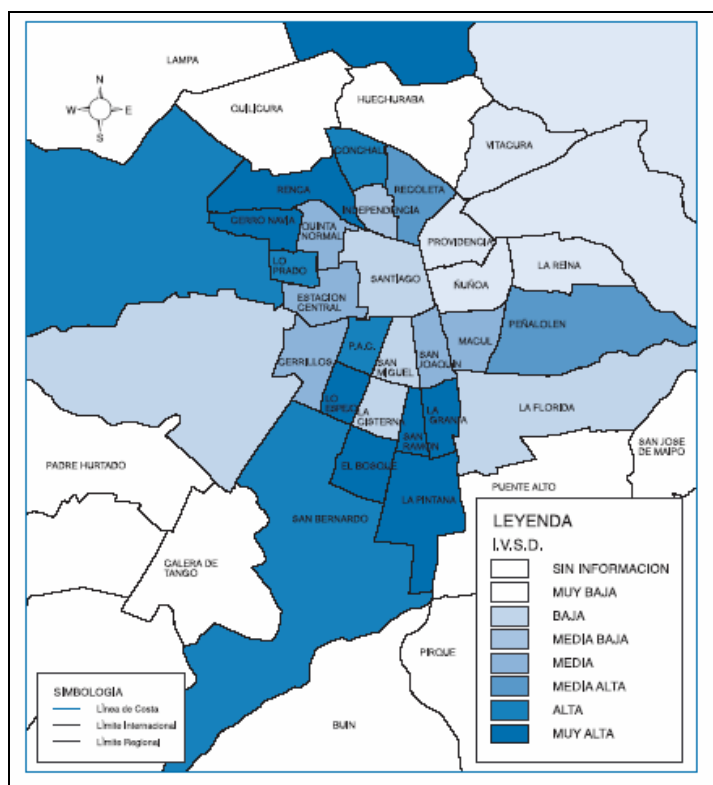 LAMPA
N
W E
S
QUILICURA
HUECHURABA
VITACURA
CONCHALI
RENCA
RECOLETA
INDEPENDENCIA
CERRO NAVIA
QUINTA
NORMAL
PROVIDENCIA
LO
PRADO
SANTIAGO
LA REINA
ÑUÑOA
ESTACION
CENTRAL
PEÑALOLEN
P.A.C.
MACUL
SAN
JOAQUIN
CERRILLOS
SAN
MIGUEL
LO
ESPEJO
LA
CISTERNA
LA
GRANJA
LA FLORIDA
SAN
RAMON
SAN JOSE
DE MAIPO
PADRE HURTADO
EL BOSQUE
PUENTE ALTO
LA PINTANA
SAN BERNARDO
CALERA DE
TANGO
PIRQUE
BUIN
LEYENDA
I.V.S.D.
SIN INFORMACION
MUY BAJA
BAJA
MEDIA BAJA
MEDIA
MEDIA ALTA
ALTA
MUY ALTA
SIMBOLOGÍA
Línea de Costa
Límite Internacional
Límite Regional